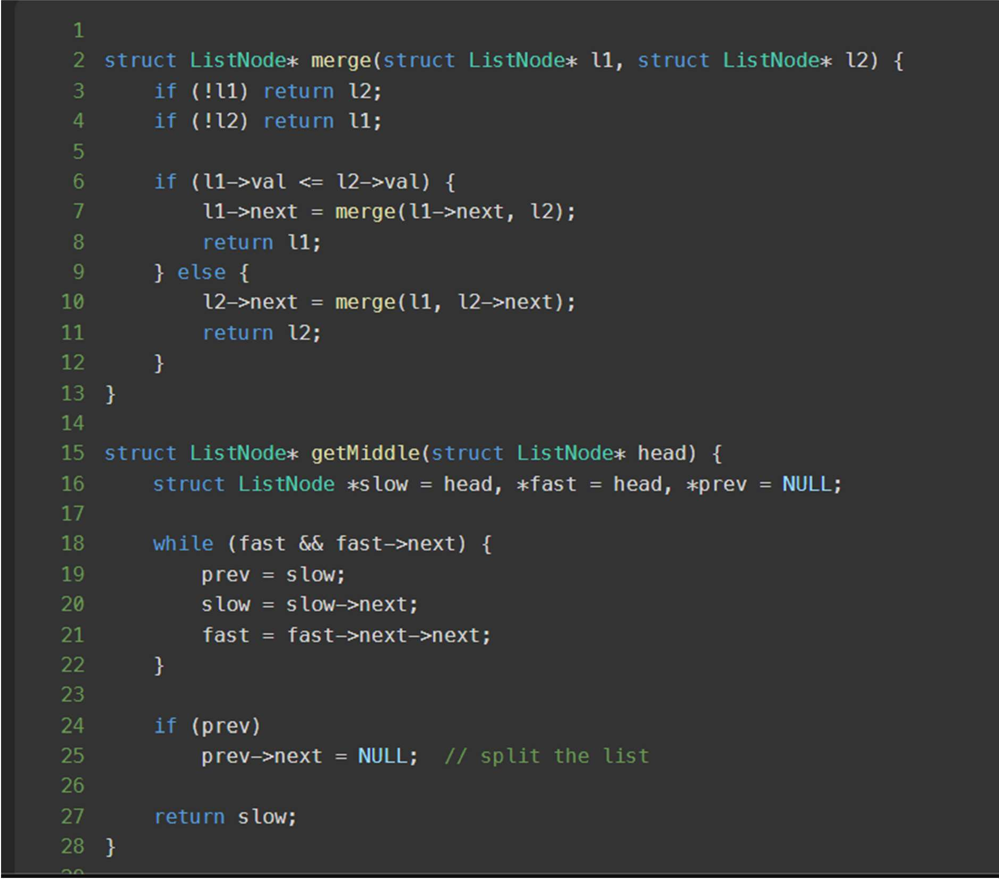 1
2 struct ListNode* merge(struct ListNode* l1, struct ListNode* l2) {
3     if (!l1) return l2;
4     if (!l2) return l1;
5
6     if (l1->val <= l2->val) {
7         l1->next = merge(l1->next, l2);
8         return l1;
9     } else {
10         l2->next = merge(l1, l2->next);
11         return l2;
12     }
13 }
14
15 struct ListNode* getMiddle(struct ListNode* head) {
16     struct ListNode *slow = head, *fast = head, *prev = NULL;
17
18     while (fast && fast->next) {
19         prev = slow;
20         slow = slow->next;
21         fast = fast->next->next;
22     }
23
24     if (prev)
25         prev->next = NULL;  // split the list
26
27     return slow;
28 }